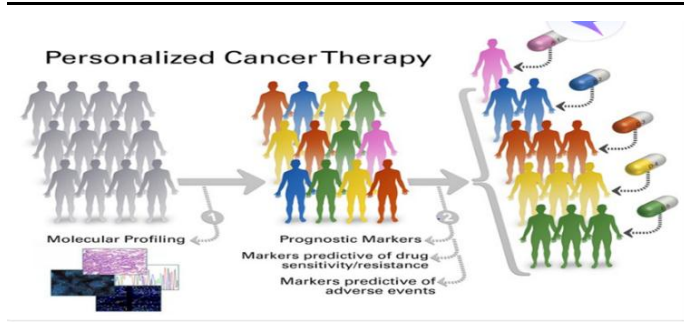 Personalized Cancer Therapy
1
2
Molecular Profiling
Prognostic Markers
Markers predictive of drug
sensitivity/resistance
Markers predictive of
adverse events